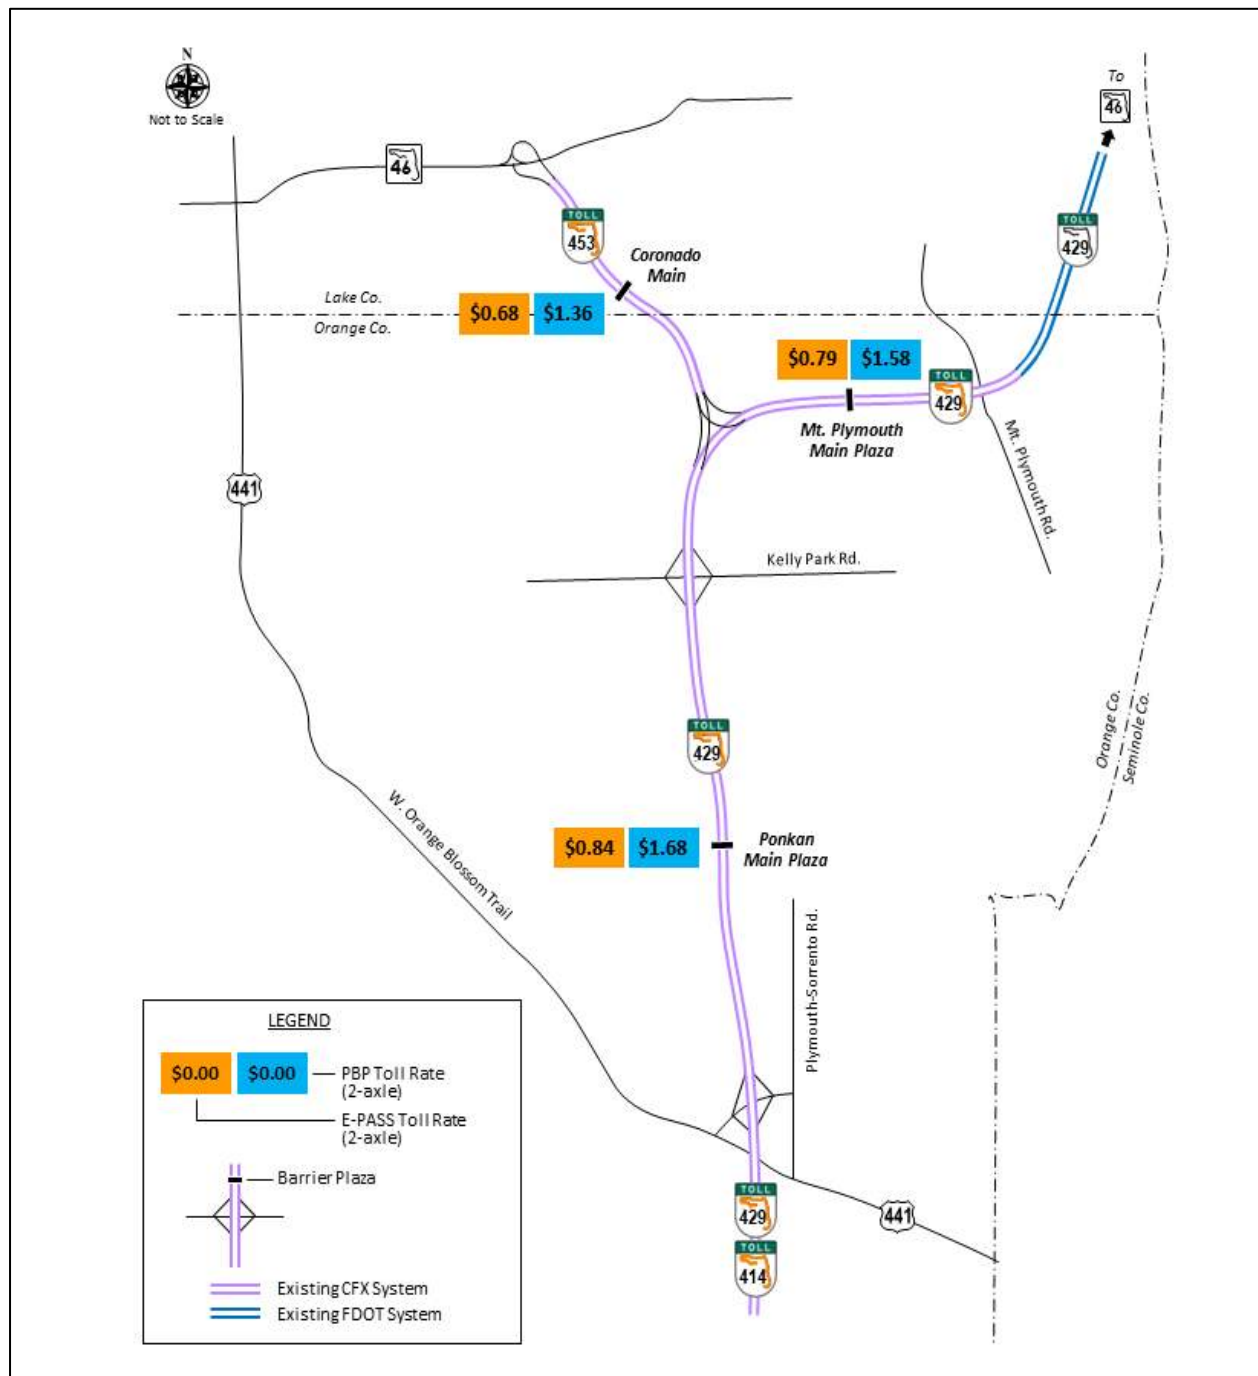 N
Not to Scale
To
46
46
TOLL
453
TOLL
429
Coronado
Main
Lake Co.
Orange Co.
$0.68 $1.36
$0.79 $1.58
TOLL
429
Mt. Plymouth
Main Plaza
Mt. Plymouth Rd.
441
Kelly Park Rd.
TOLL
429
Orange Co.
Seminole Co.
W. Orange Blossom Trail
$0.84 $1.68
Ponkan
Main Plaza
Plymouth-Sorrento Rd.
LEGEND
$0.00 $0.00 PBP Toll Rate
(2-axle)
E-PASS Toll Rate
(2-axle)
Barrier Plaza
Existing CFX System
Existing FDOT System
TOLL
429
441
TOLL
414